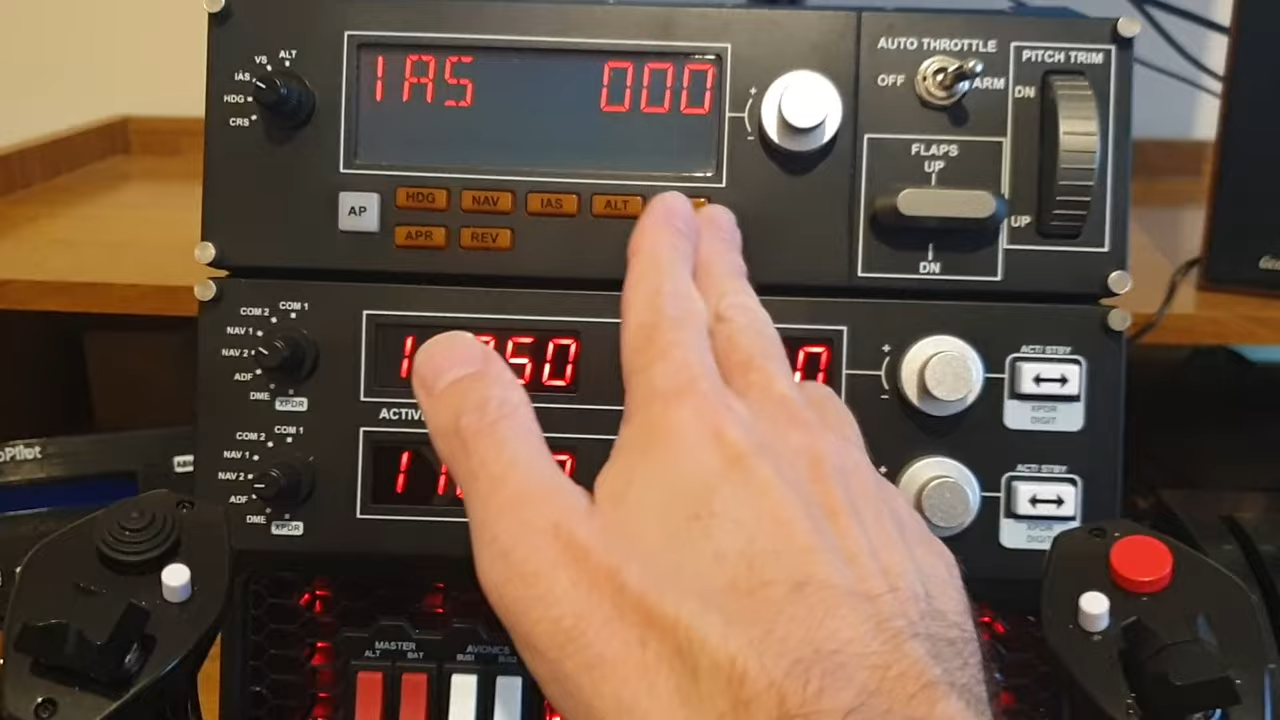 ALT
VS
IAS
HDG
CRS
IAS 000
AUTO THROTTLE
OFF ARM
PITCH TRIM
DN
UP
FLAPS
UP
DN
AP
HDG NAV IAS ALT
APR REV
COM 2 COM 1
NAV 1
NAV 2
ADF
DME XPDR
ACTIV
ACT/ STBY
XPDR
DIGIT
COM 2 COM 1
NAV 1
NAV 2
ADF
DME XPDR
ACT/ STBY
XPDR
DIGIT
oPilot
MASTER
ALT BAT
AVIONICS
BUS1 BUS2